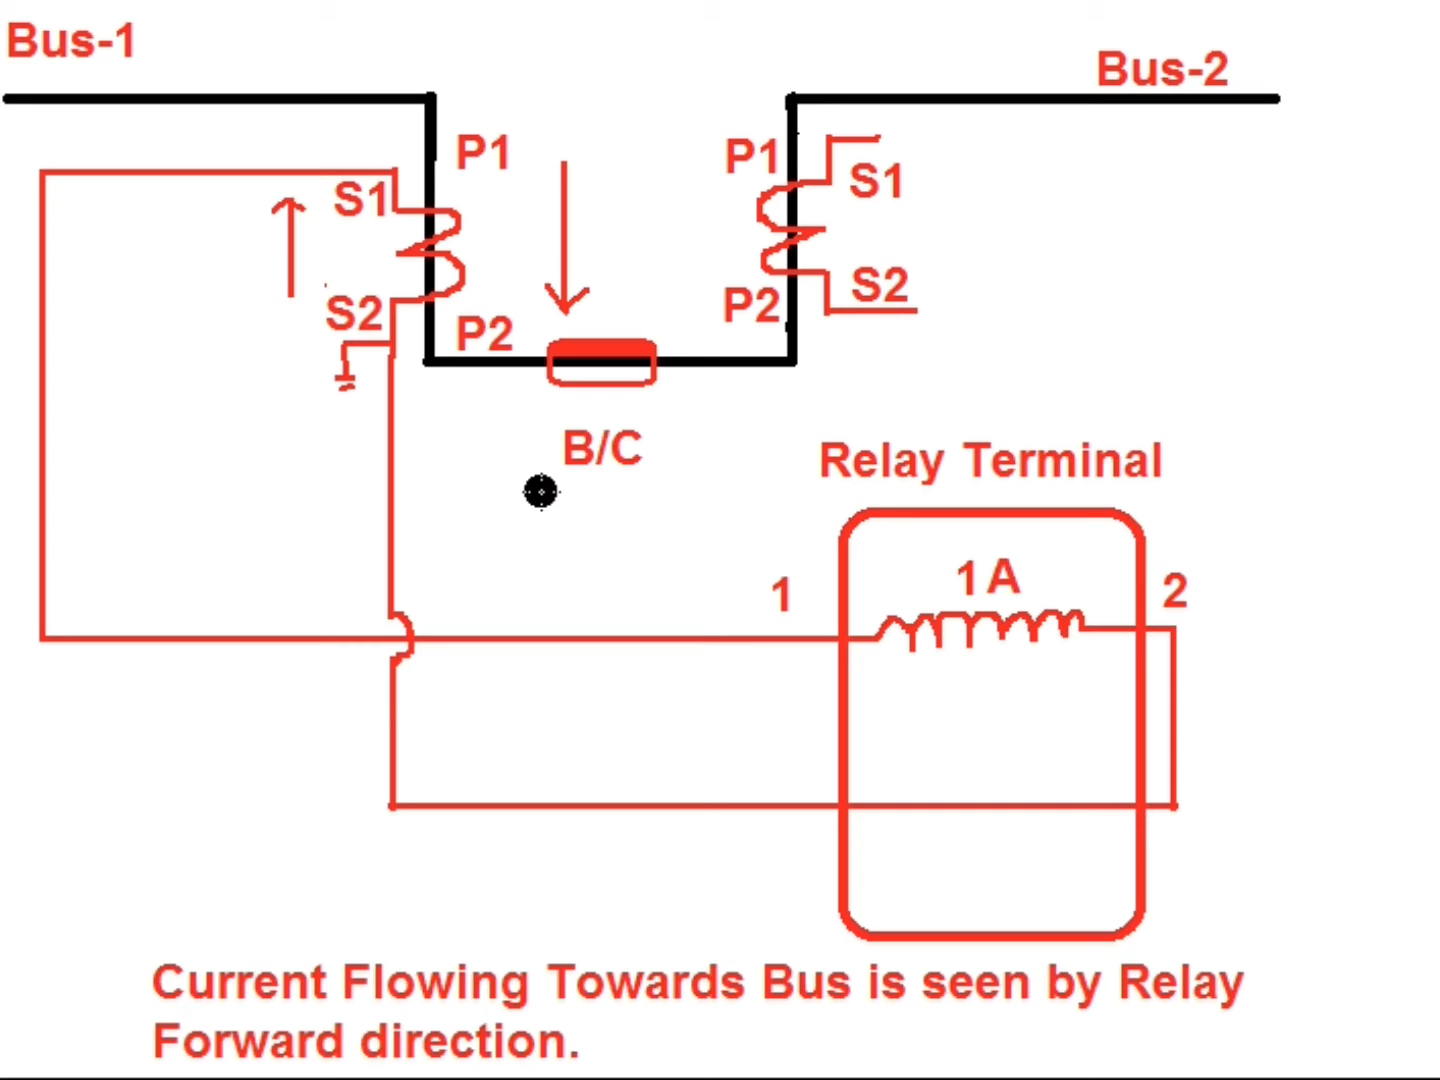 Bus-1
Bus-2
P1
P1
S1
S1
S2
S2
P2
P2
B/C
Relay Terminal
1
1A
2
Current Flowing Towards Bus is seen by Relay
Forward direction.